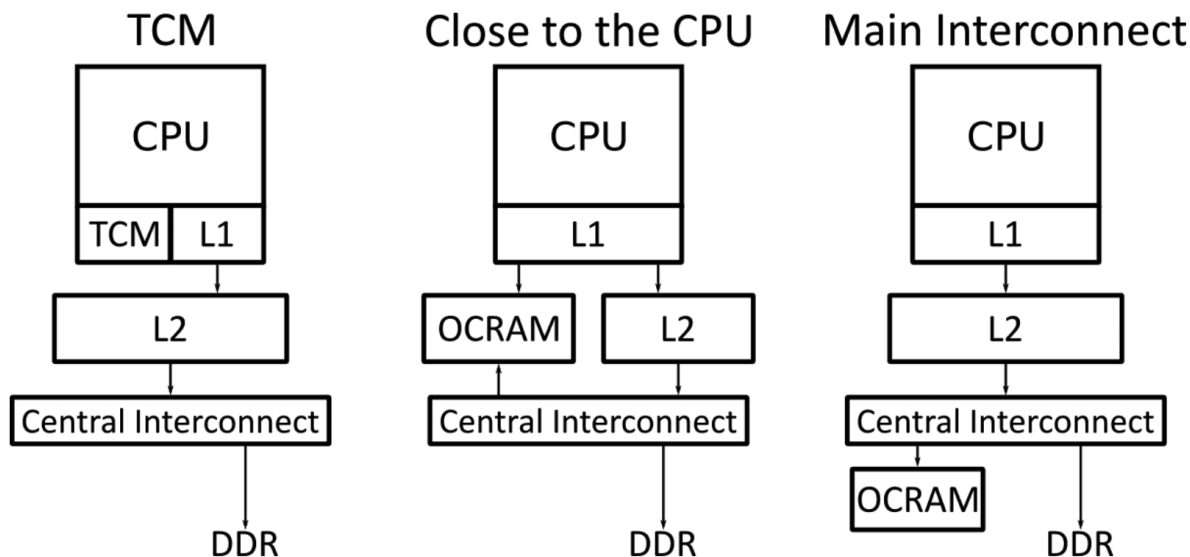 TCM
CPU
TCM
L1
L2
Central Interconnect
DDR
Close to the CPU
CPU
L1
OCRAM
L2
Central Interconnect
DDR
Main Interconnect
CPU
L1
L2
Central Interconnect
OCRAM
DDR